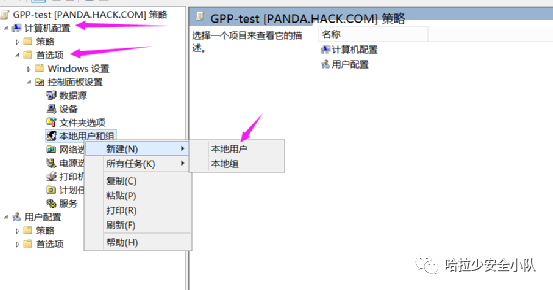 GPP-test [PANDA.HACK.COM] 策略
计算机配置
策略
首选项
Windows 设置
控制面板设置
数据源
设备
文件夹选项
本地用户和组
网络选
电源选
打印机
计划任
服务
用户配置
策略
首选项
新建(N)
所有任务(K)
复制(C)
粘贴(P)
打印(R)
刷新(F)
帮助(H)
本地用户
本地组
GPP-test [PANDA.HACK.COM] 策略
选择一个项目来查看它的描
述。
名称
计算机配置
用户配置
哈拉少安全小队